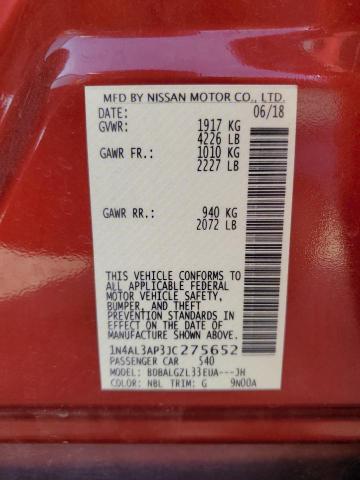 MFD BY NISSAN MOTOR CO., LTD.
DATE: 06/18
GVWR: 1917 KG
4226 LB
GAWR FR.: 1010 KG
2227 LB
GAWR RR.: 940 KG
2072 LB
THIS VEHICLE CONFORMS TO
ALL APPLICABLE FEDERAL
MOTOR VEHICLE SAFETY,
BUMPER, AND THEFT
PREVENTION STANDARDS IN
EFFECT ON THE DATE OF
MANUFACTURE SHOWN ABOVE.
1N4AL3AP3JC275652
PASSENGER CAR S40
MODEL: BDBALGZL33EUA---JH
COLOR: NBL TRIM: G 9N00A